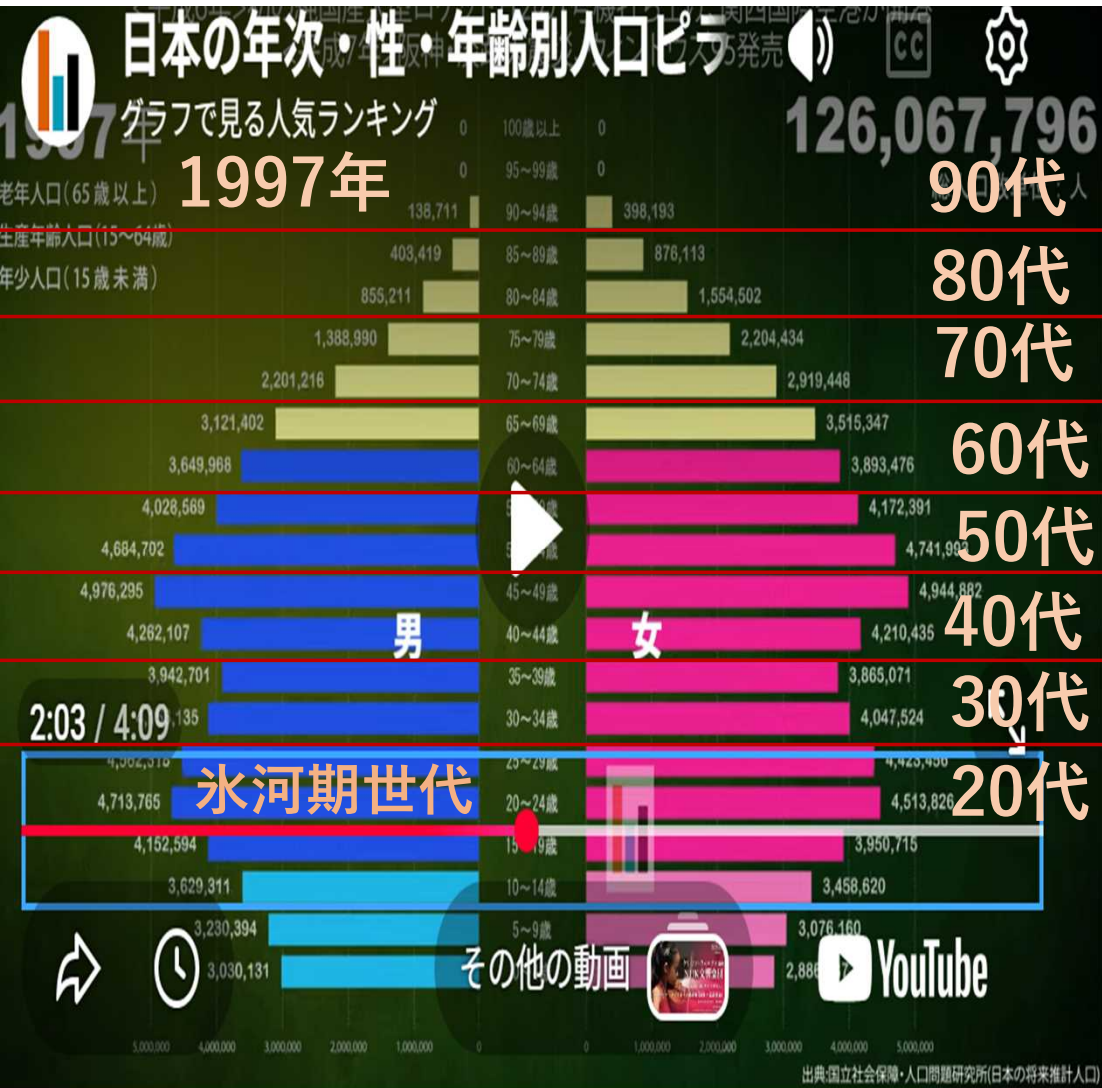 日本の年次・性・年齢別人口ピラ
グラフで見る人気ランキング
CC
126,067,796
1997年
90代
老年人口(65歳以上)
生産年齢人口(15〜64歳)
年少人口(15歳未満)
0 100歳以上 0
0 95〜99歳 0
138,711 90〜94歳 398,193
403,419 85〜89歳 876,113
80代
855,211 80〜84歳 1,554,502
1,388,990 75〜79歳 2,204,434
70代
2,201,216 70〜74歳 2,919,448
3,121,402 65〜69歳 3,515,347
60代
3,649,968 60〜64歳 3,893,476
4,028,569 4,172,391
50代
4,684,702
4,976,295 45〜49歳 4,944,882
40代
4,262,107 男 40〜44歳 女 4,210,435
3,942,701 35〜39歳 3,865,071
30代
2:03 / 4:09 30〜34歳 4,047,524
25〜29歳
氷河期世代
20代
4,713,765 20〜24歳 4,513,826
4,152,594 3,950,715
3,629,311 10〜14歳 3,458,620
3,230,394 5〜9歳 3,076,160
3,030,131
その他の動画
YouTube
5,000,000 4,000,000 3,000,000 2,000,000 1,000,000 0 0 1,000,000 2,000,000 3,000,000 4,000,000 5,000,000
出典:国立社会保障・人口問題研究所(日本の将来推計人口)